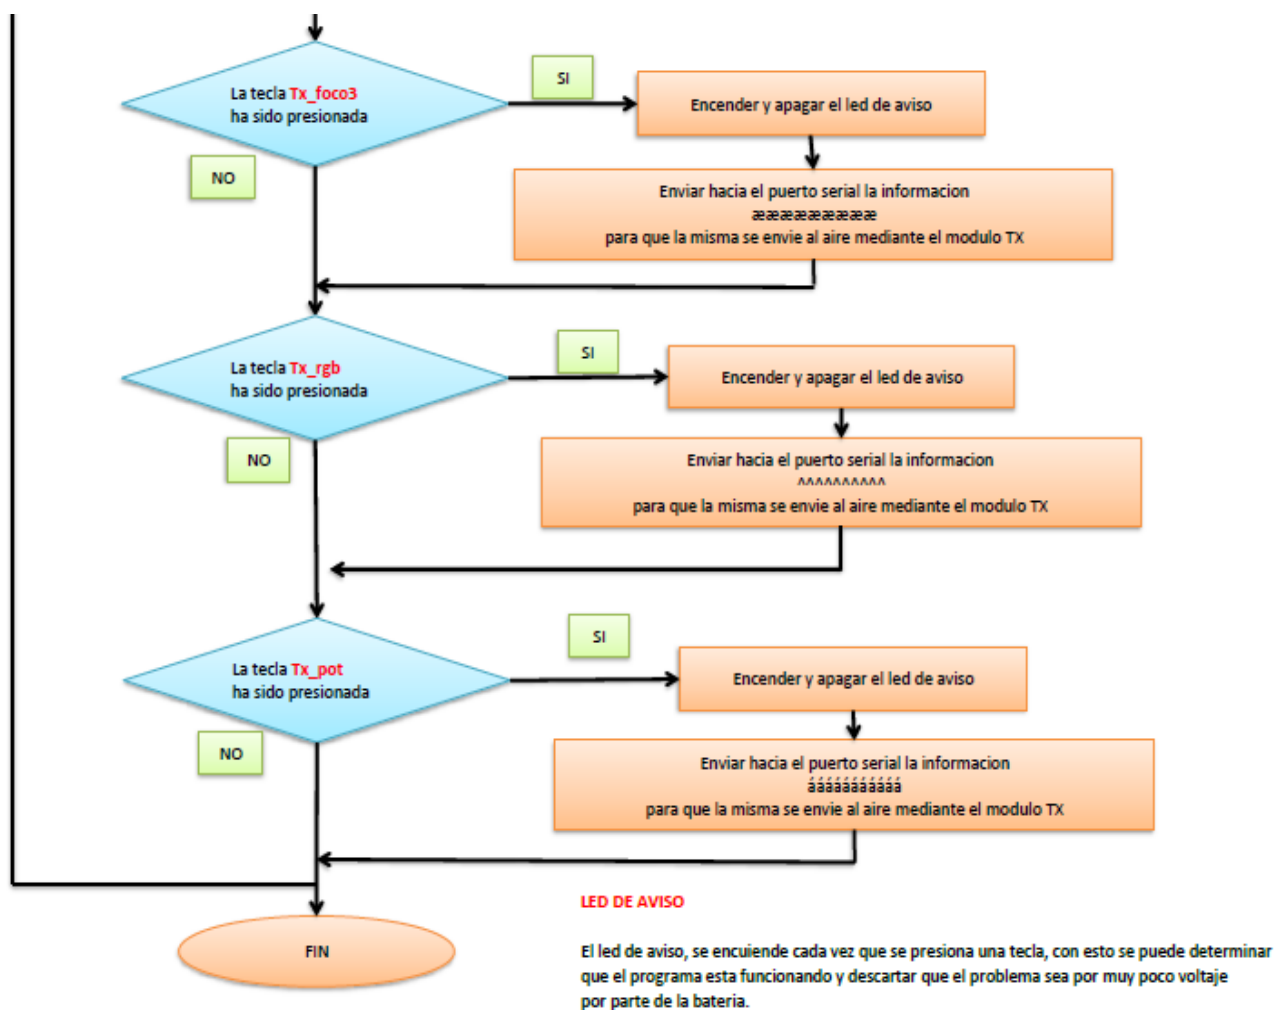 La tecla Tx_foco3
ha sido presionada
SI
Encender y apagar el led de aviso
NO
Enviar hacia el puerto serial la informacion
æææææææææ
para que la misma se envie al aire mediante el modulo TX
La tecla Tx_rgb
ha sido presionada
SI
Encender y apagar el led de aviso
NO
Enviar hacia el puerto serial la informacion
^^^^^^^^^^
para que la misma se envie al aire mediante el modulo TX
La tecla Tx_pot
ha sido presionada
SI
Encender y apagar el led de aviso
NO
Enviar hacia el puerto serial la informacion
ááááááááááá
para que la misma se envie al aire mediante el modulo TX
FIN
LED DE AVISO
El led de aviso, se encuiende cada vez que se presiona una tecla, con esto se puede determinar
que el programa esta funcionando y descartar que el problema sea por muy poco voltaje
por parte de la bateria.